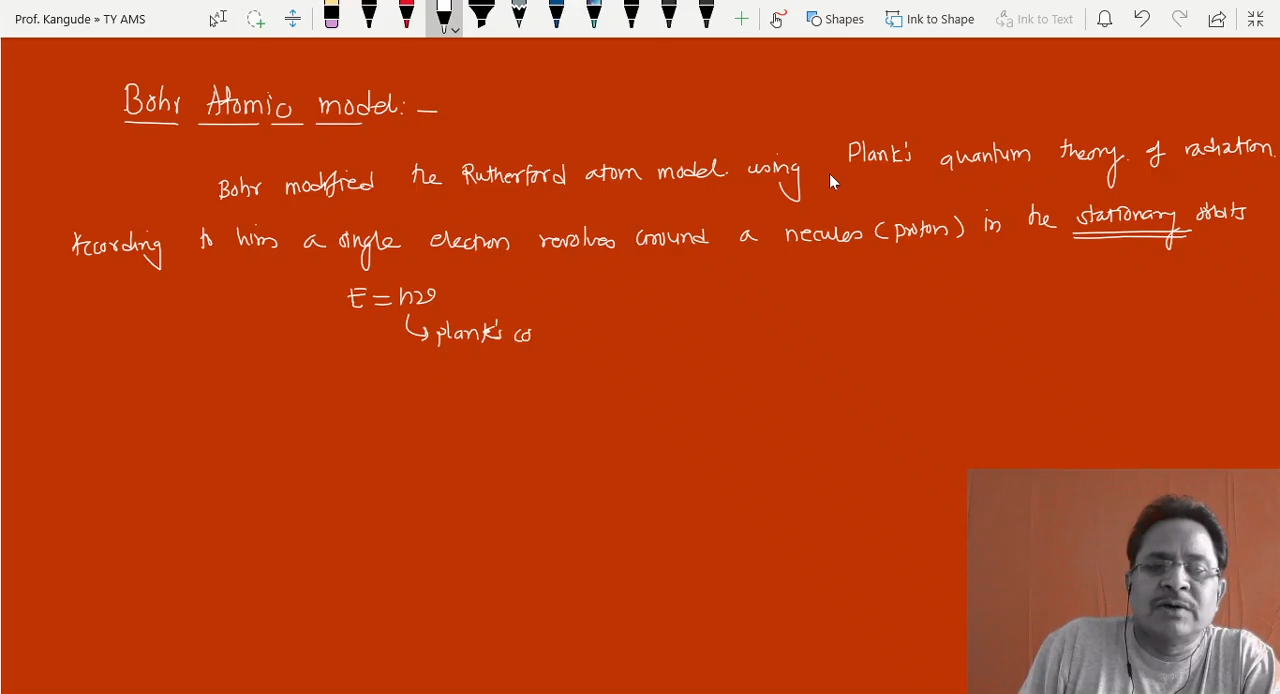 Prof. Kangude » TY AMS
Shapes
Ink to Shape
Ink to Text
Bohr Atomic model: —
Bohr modified the Rutherford atom model. using Plank's quantum theory. of radiation.
According to him a single electron revolves around a necules (proton) in the stationary orbits
E = hν
↳ plank's co